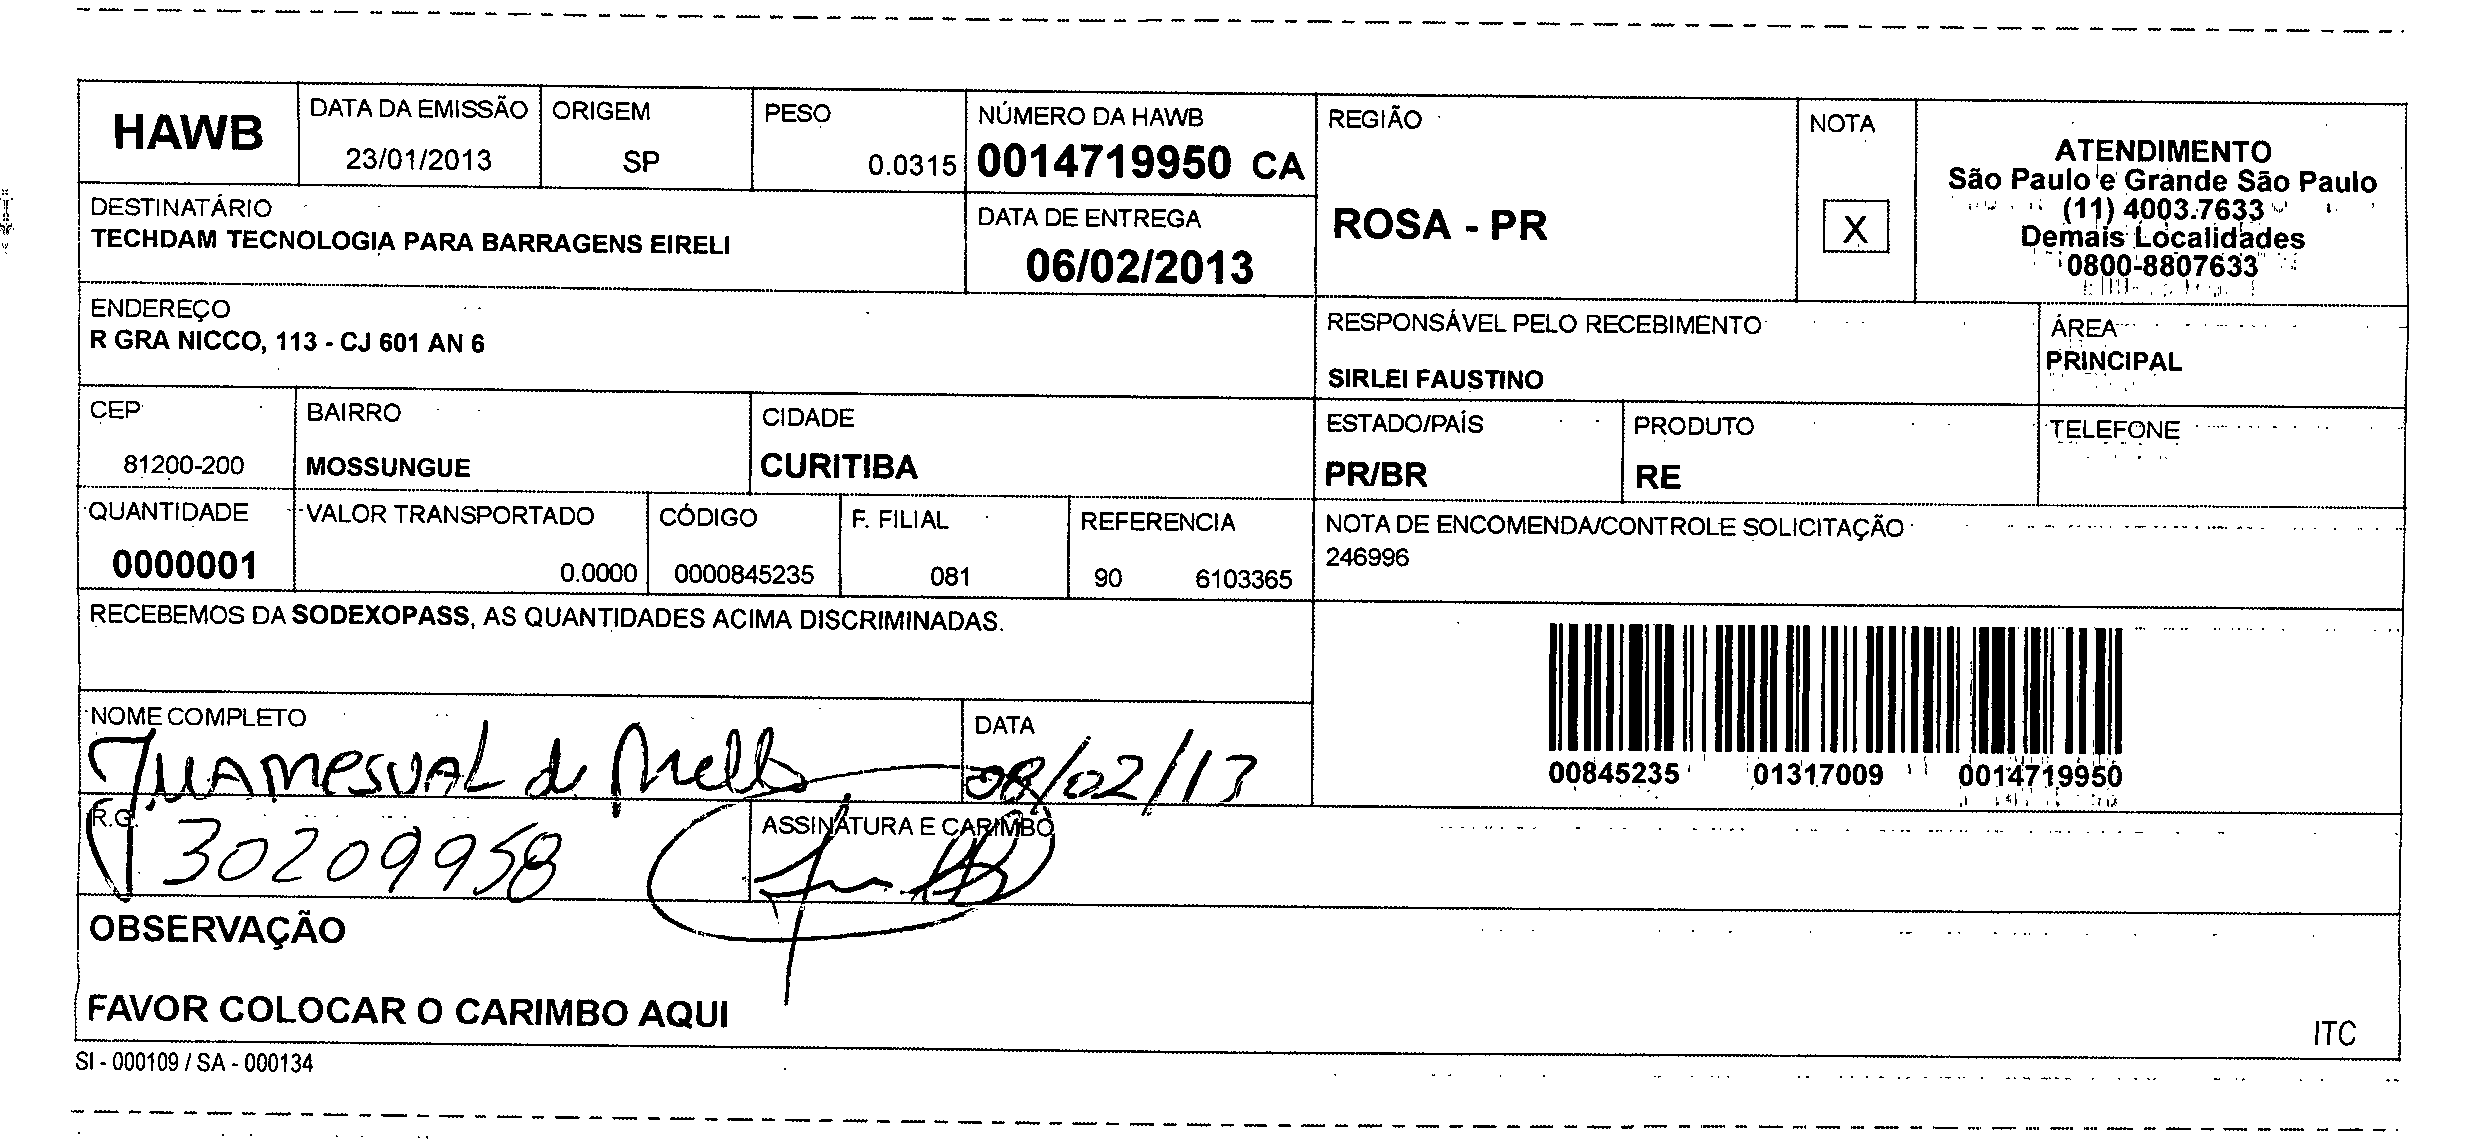 HAWB
DATA DA EMISSÃO
23/01/2013
ORIGEM
SP
PESO
0.0315
NÚMERO DA HAWB
0014719950 CA
REGIÃO
ROSA - PR
NOTA
X
ATENDIMENTO
São Paulo e Grande São Paulo
(11) 4003.7633
Demais Localidades
0800-8807633
DESTINATÁRIO
TECHDAM TECNOLOGIA PARA BARRAGENS EIRELI
DATA DE ENTREGA
06/02/2013
ENDEREÇO
R GRA NICCO, 113 - CJ 601 AN 6
RESPONSÁVEL PELO RECEBIMENTO
SIRLEI FAUSTINO
ÁREA
PRINCIPAL
CEP
81200-200
BAIRRO
MOSSUNGUE
CIDADE
CURITIBA
ESTADO/PAÍS
PR/BR
PRODUTO
RE
TELEFONE
QUANTIDADE
0000001
VALOR TRANSPORTADO
0.0000
CÓDIGO
0000845235
F. FILIAL
081
REFERENCIA
90 6103365
NOTA DE ENCOMENDA/CONTROLE SOLICITAÇÃO
246996
RECEBEMOS DA SODEXOPASS, AS QUANTIDADES ACIMA DISCRIMINADAS.
00845235 01317009 0014719950
NOME COMPLETO
de Mello
DATA
08/02/13
R.G.
30209958
ASSINATURA E CARIMBO
OBSERVAÇÃO
FAVOR COLOCAR O CARIMBO AQUI
ITC
SI - 000109 / SA - 000134